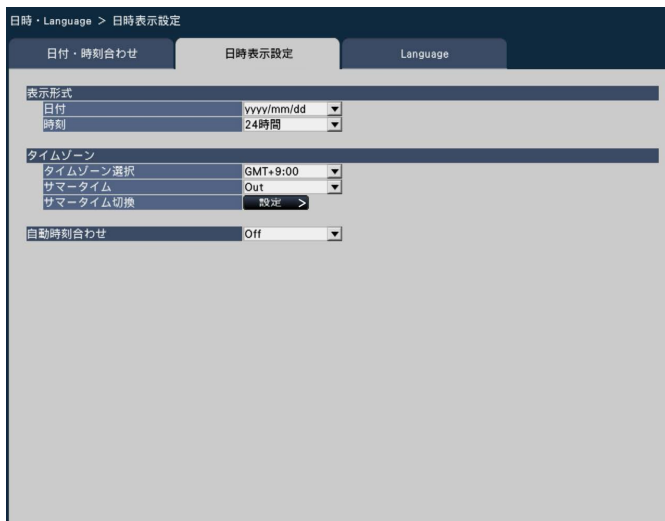 日時・Language > 日時表示設定
日付・時刻合わせ 日時表示設定 Language
表示形式
日付 yyyy/mm/dd
時刻 24時間
タイムゾーン
タイムゾーン選択 GMT+9:00
サマータイム Out
サマータイム切換 設定 >
自動時刻合わせ Off